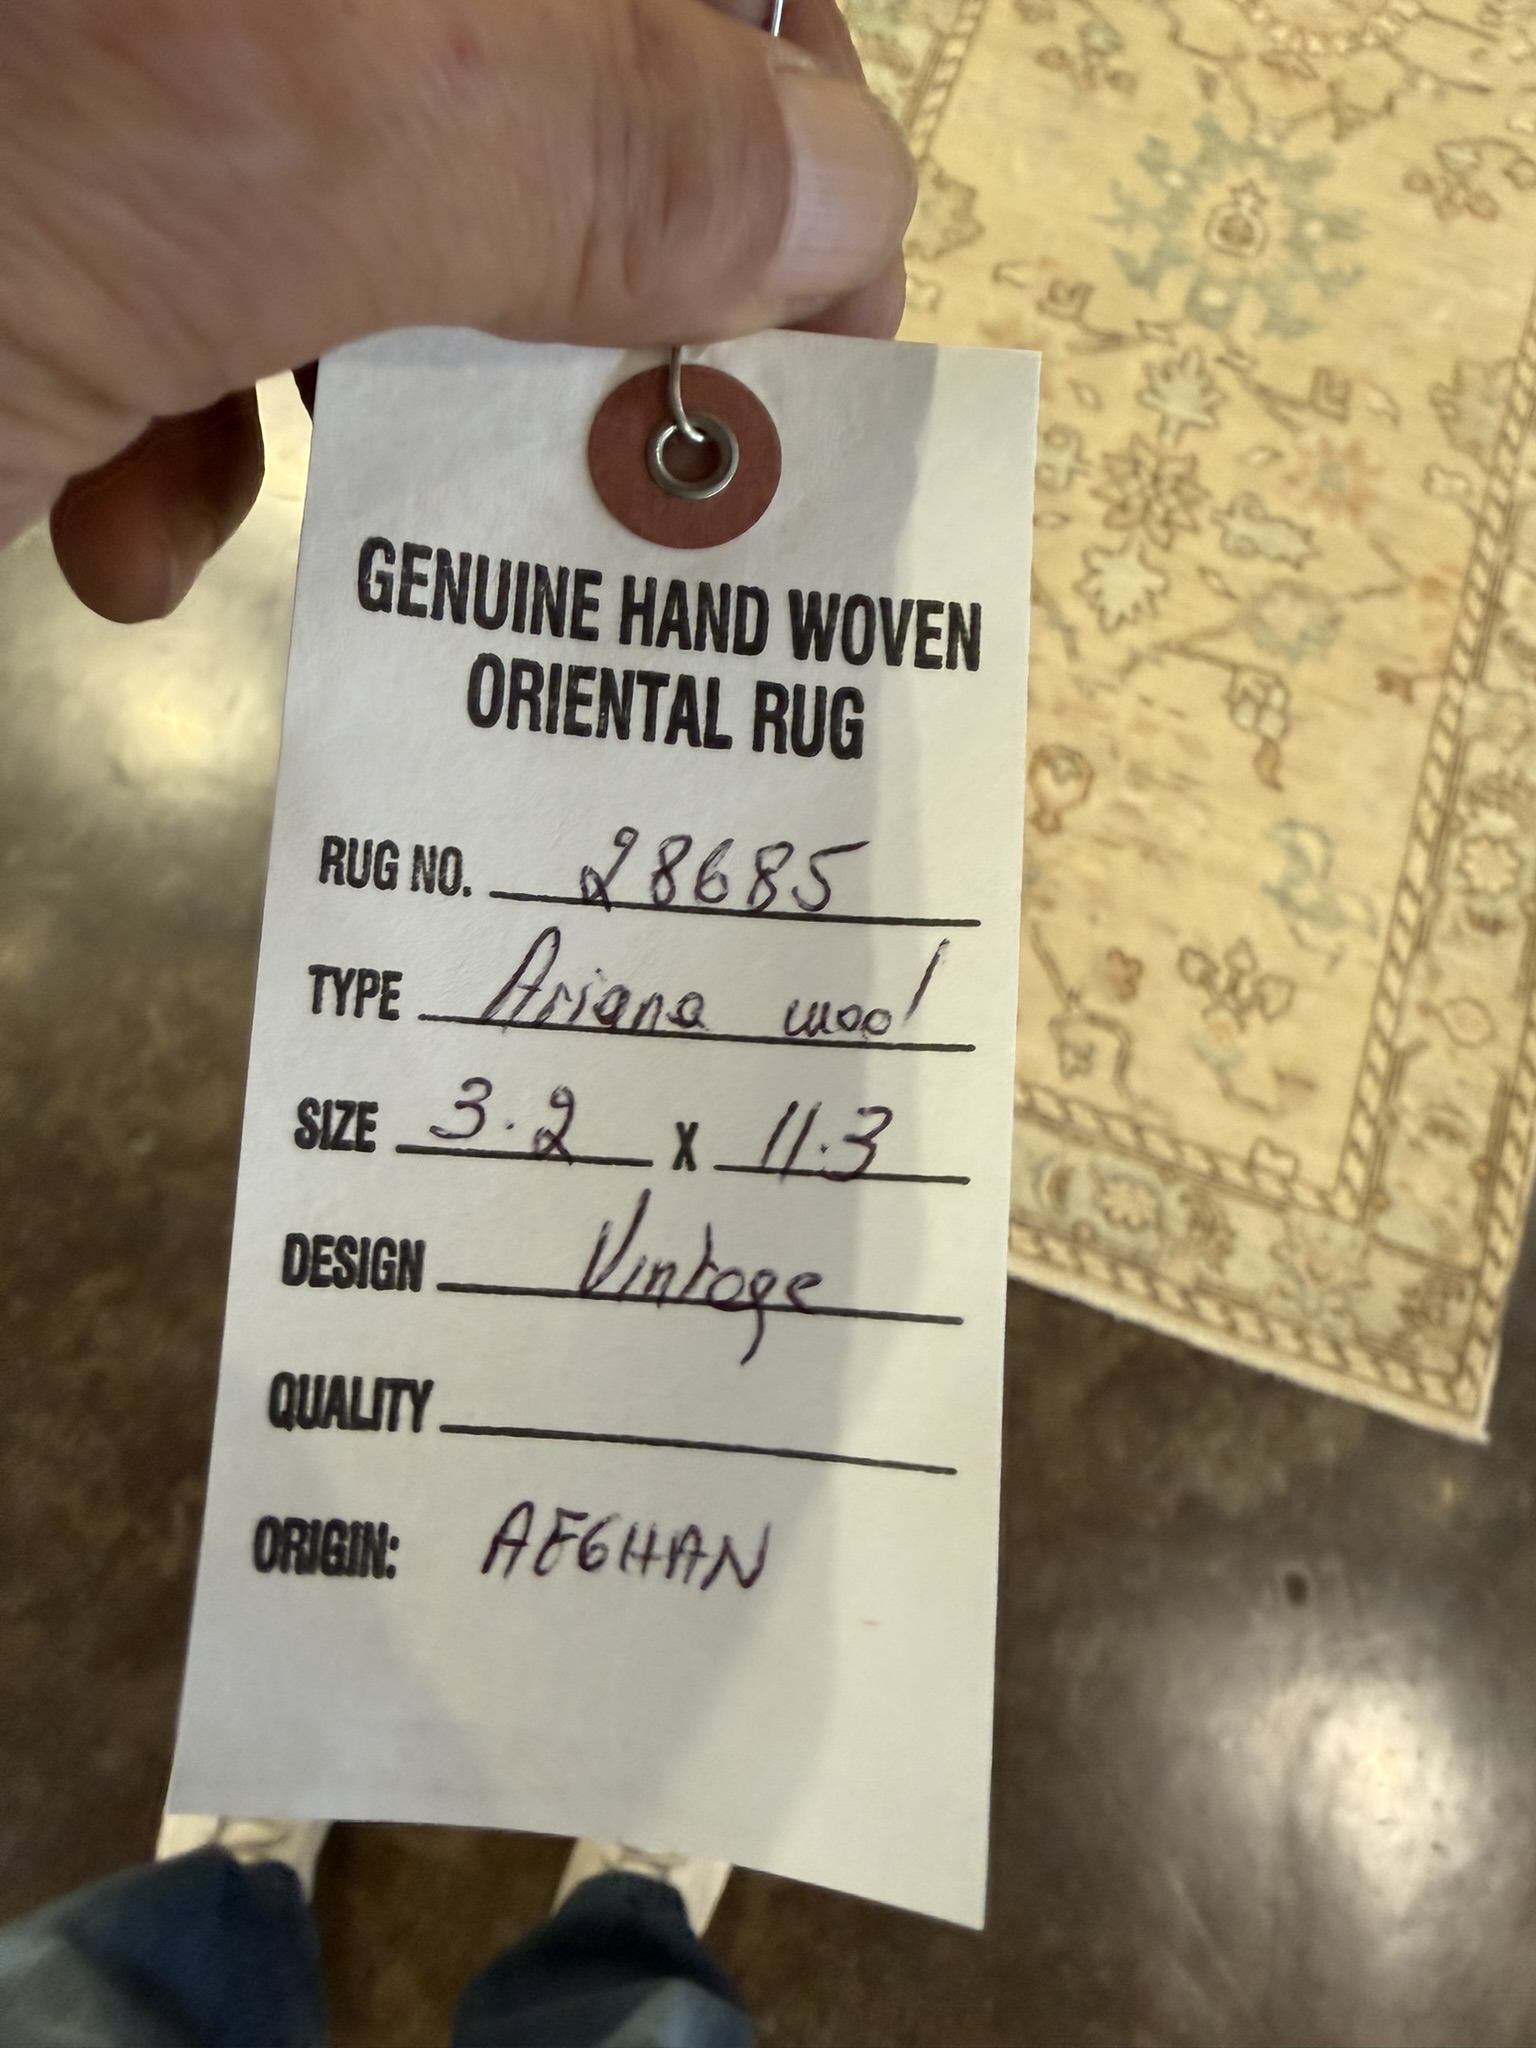 GENUINE HAND WOVEN
ORIENTAL RUG
RUG NO. 28685
TYPE Ariana wool
SIZE 3.2 X 11.3
DESIGN Vintage
QUALITY
ORIGIN: AFGHAN